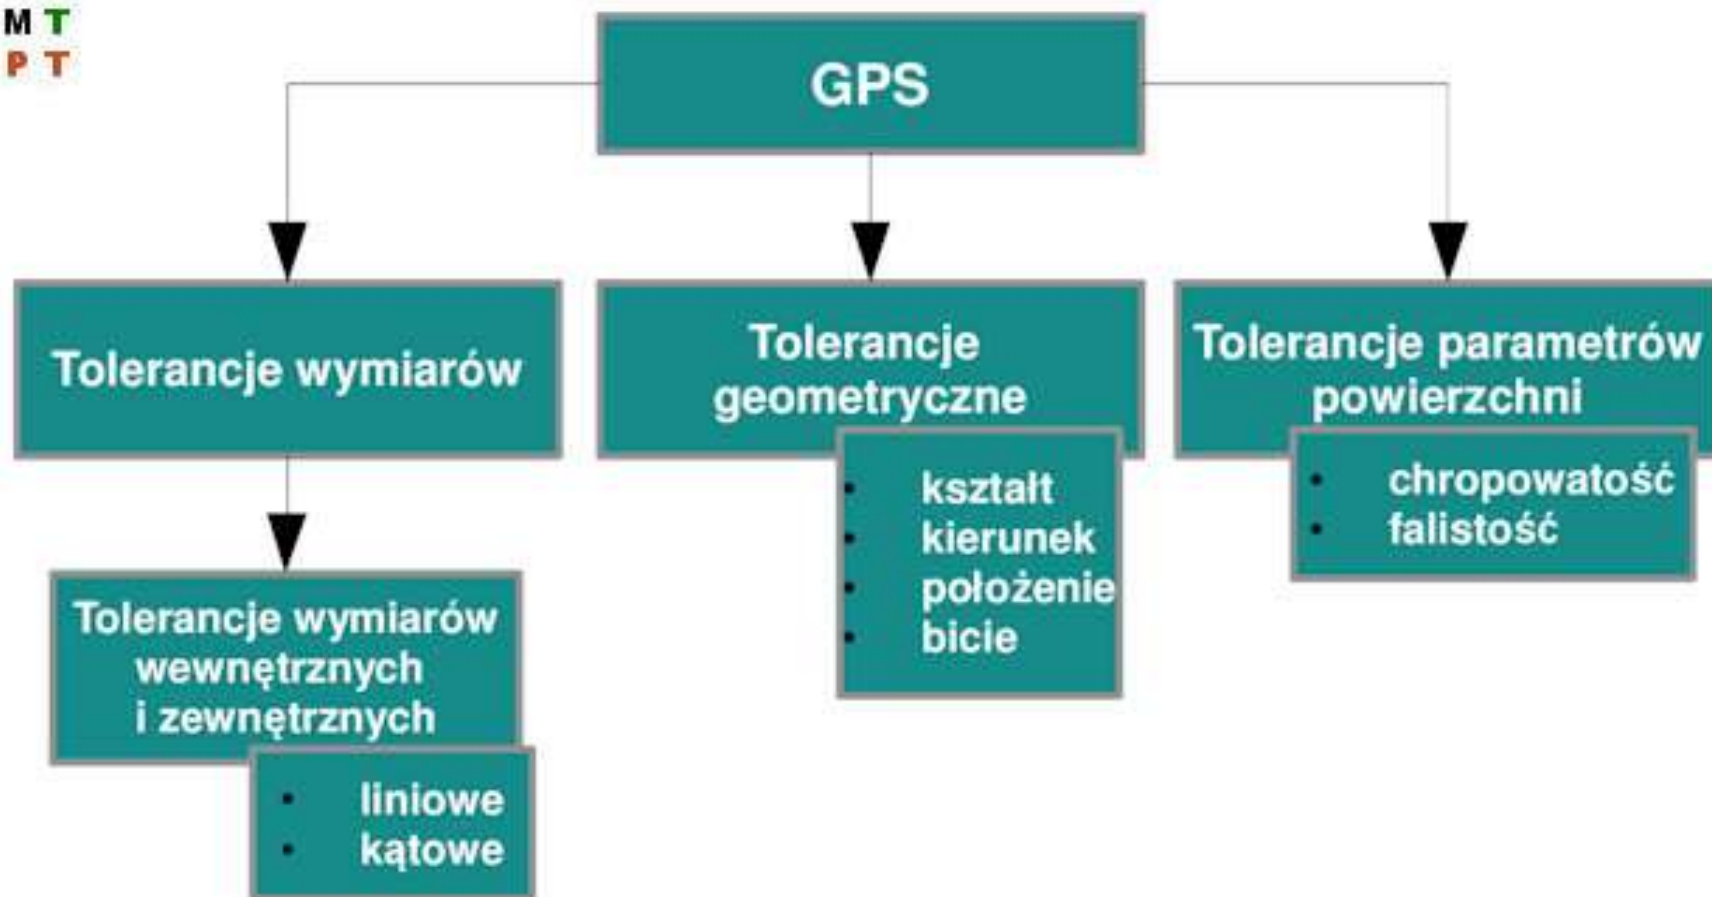 M T
P T
GPS
Tolerancje wymiarów
Tolerancje
geometryczne
Tolerancje parametrów
powierzchni
• kształt
• kierunek
• położenie
• bicie
• chropowatość
• falistość
Tolerancje wymiarów
wewnętrznych
i zewnętrznych
• liniowe
• kątowe